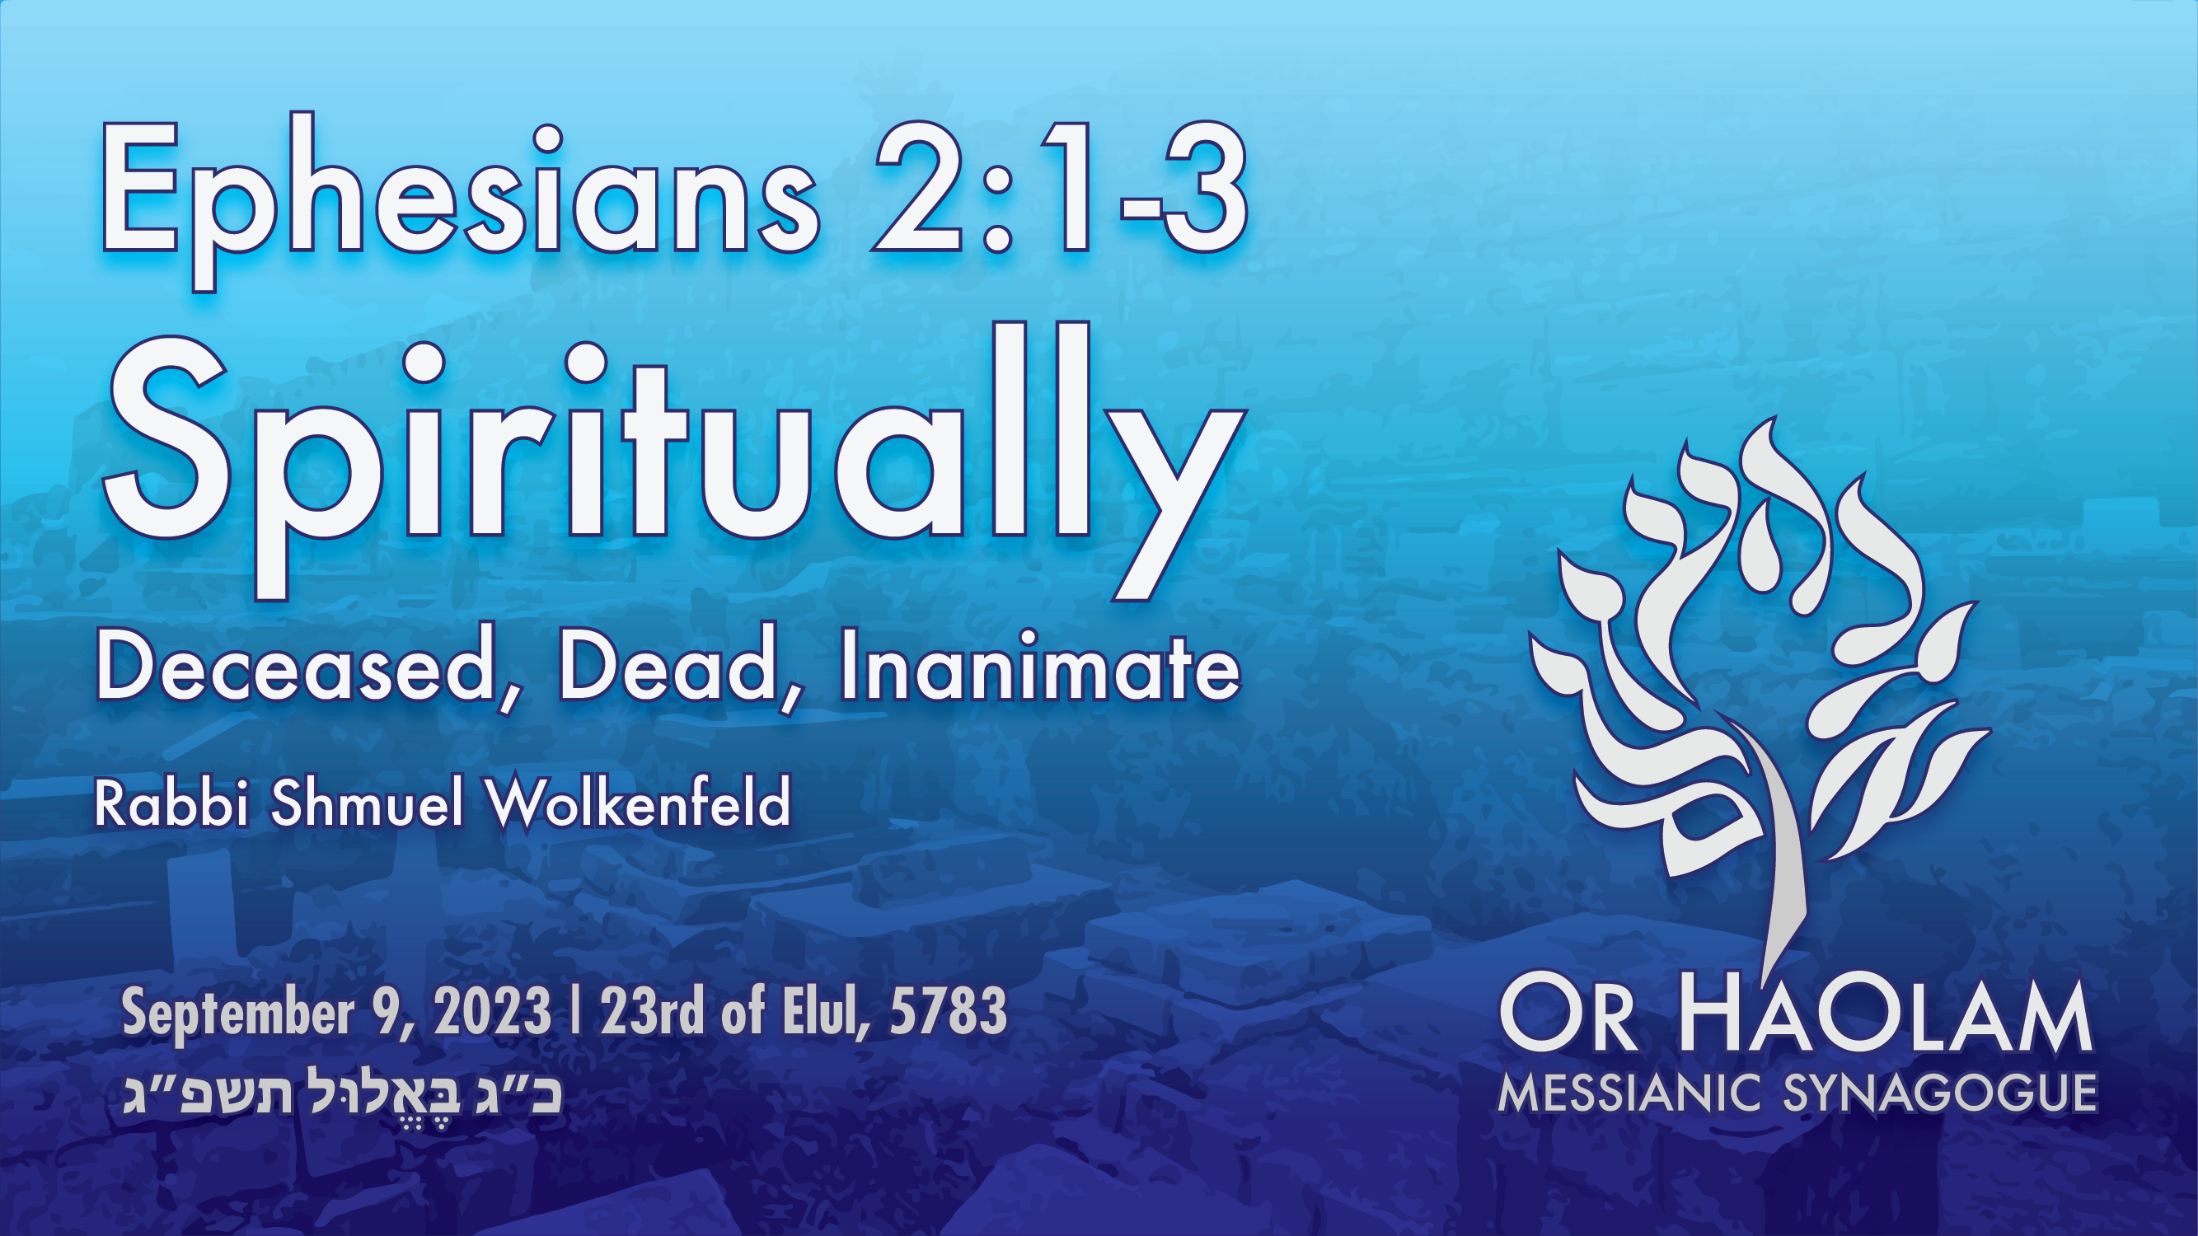 Ephesians 2:1-3
Spiritually
Deceased, Dead, Inanimate
Rabbi Shmuel Wolkenfeld
September 9, 2023 | 23rd of Elul, 5783
כ״ג בֶּאֱלוּל תשפ״ג
OR HAOLAM
MESSIANIC SYNAGOGUE